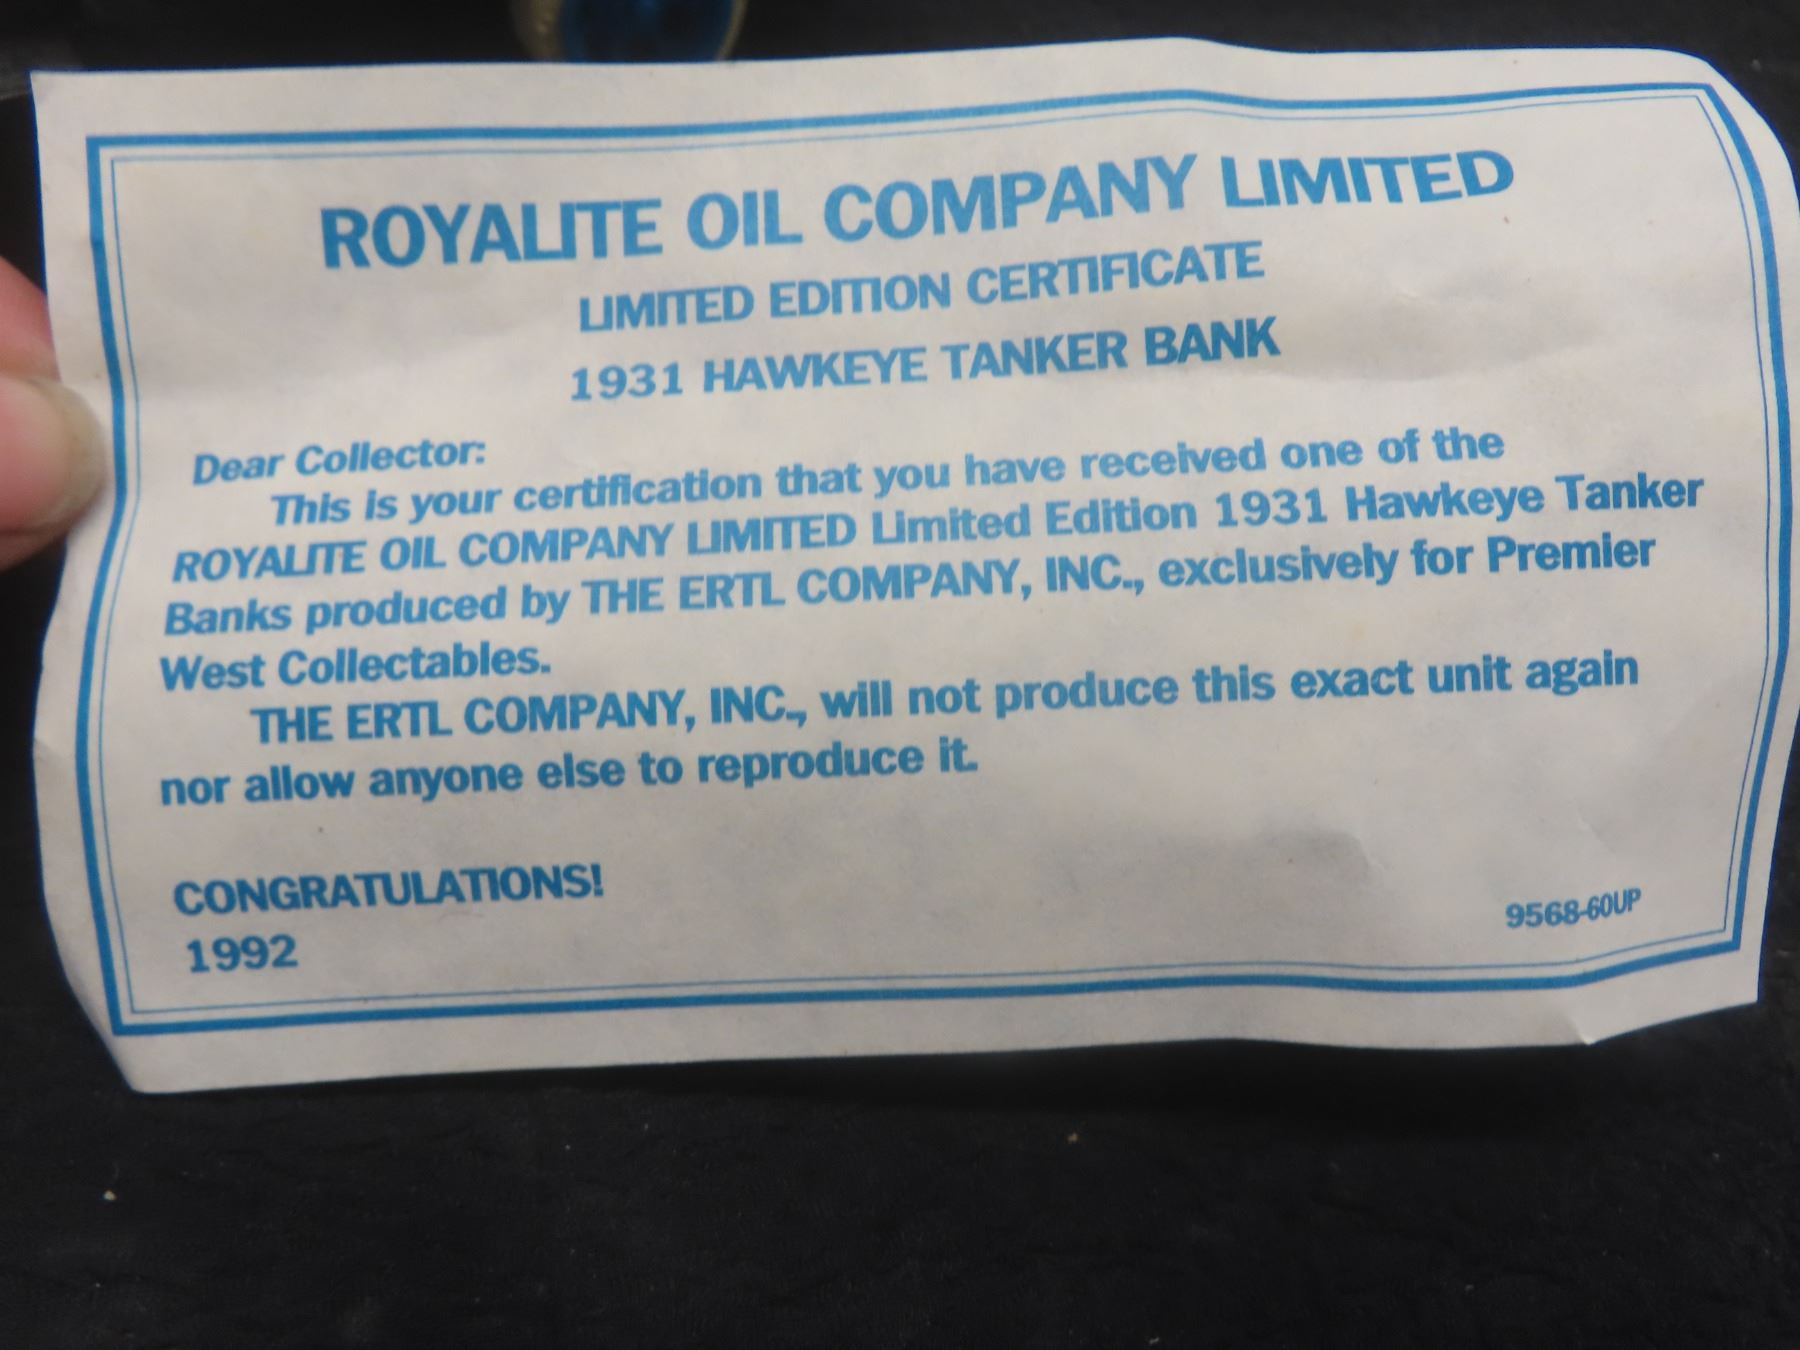 ROYALITE OIL COMPANY LIMITED
LIMITED EDITION CERTIFICATE
1931 HAWKEYE TANKER BANK
Dear Collector:
This is your certification that you have received one of the
ROYALITE OIL COMPANY LIMITED Limited Edition 1931 Hawkeye Tanker
Banks produced by THE ERTL COMPANY, INC., exclusively for Premier
West Collectables.
THE ERTL COMPANY, INC., will not produce this exact unit again
nor allow anyone else to reproduce it.
CONGRATULATIONS!
1992
9568-60UP